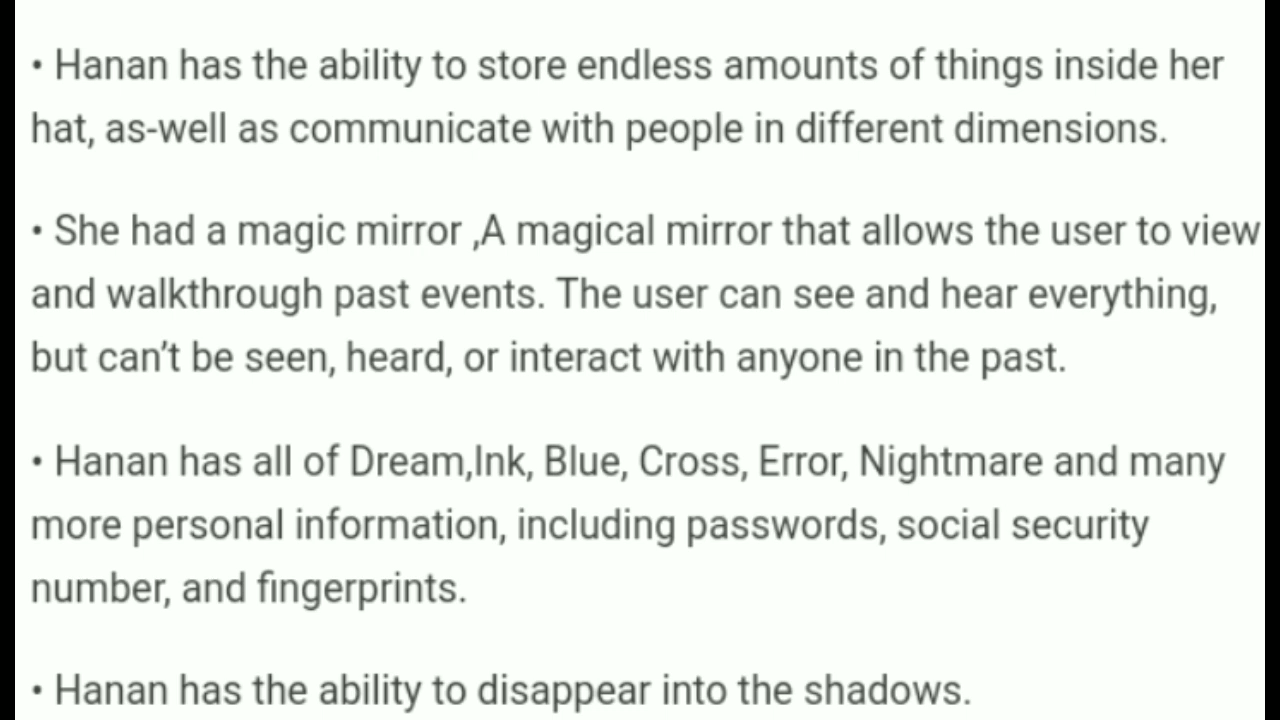 • Hanan has the ability to store endless amounts of things inside her
hat, as-well as communicate with people in different dimensions.
• She had a magic mirror ,A magical mirror that allows the user to view
and walkthrough past events. The user can see and hear everything,
but can’t be seen, heard, or interact with anyone in the past.
• Hanan has all of Dream,Ink, Blue, Cross, Error, Nightmare and many
more personal information, including passwords, social security
number, and fingerprints.
• Hanan has the ability to disappear into the shadows.